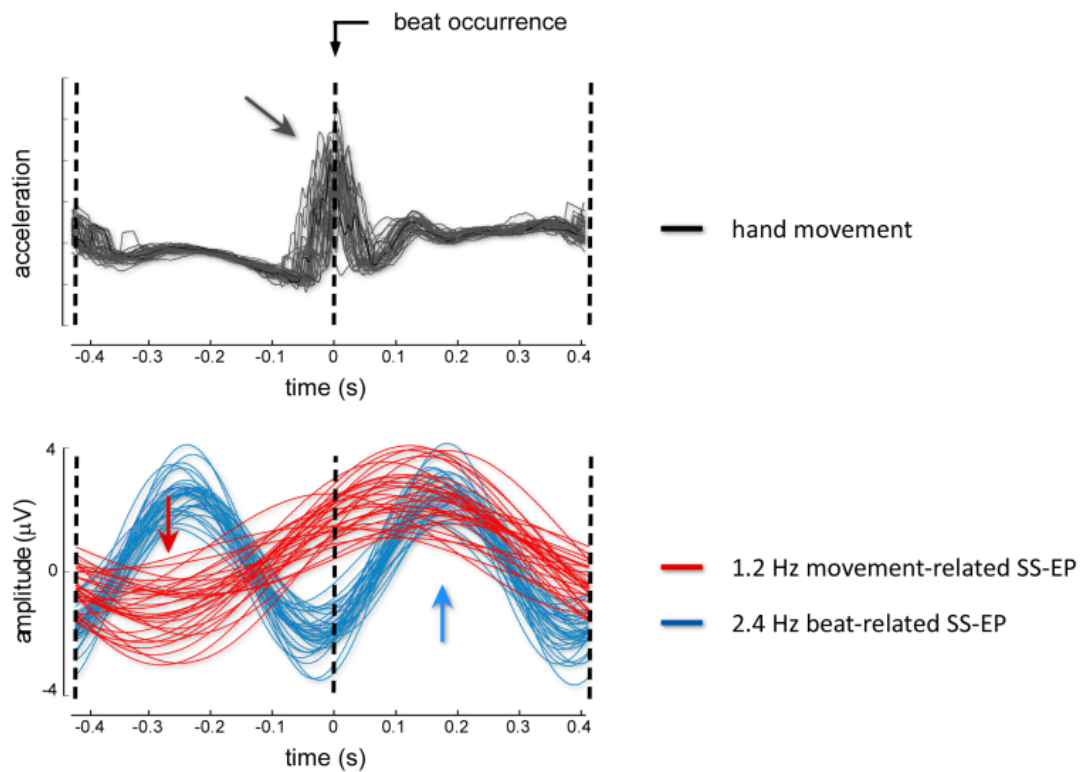 beat occurrence
acceleration
hand movement
-0.4 -0.3 -0.2 -0.1 0 0.1 0.2 0.3 0.4
time (s)
4
0
-4
amplitude (μV)
1.2 Hz movement-related SS-EP
2.4 Hz beat-related SS-EP
-0.4 -0.3 -0.2 -0.1 0 0.1 0.2 0.3 0.4
time (s)